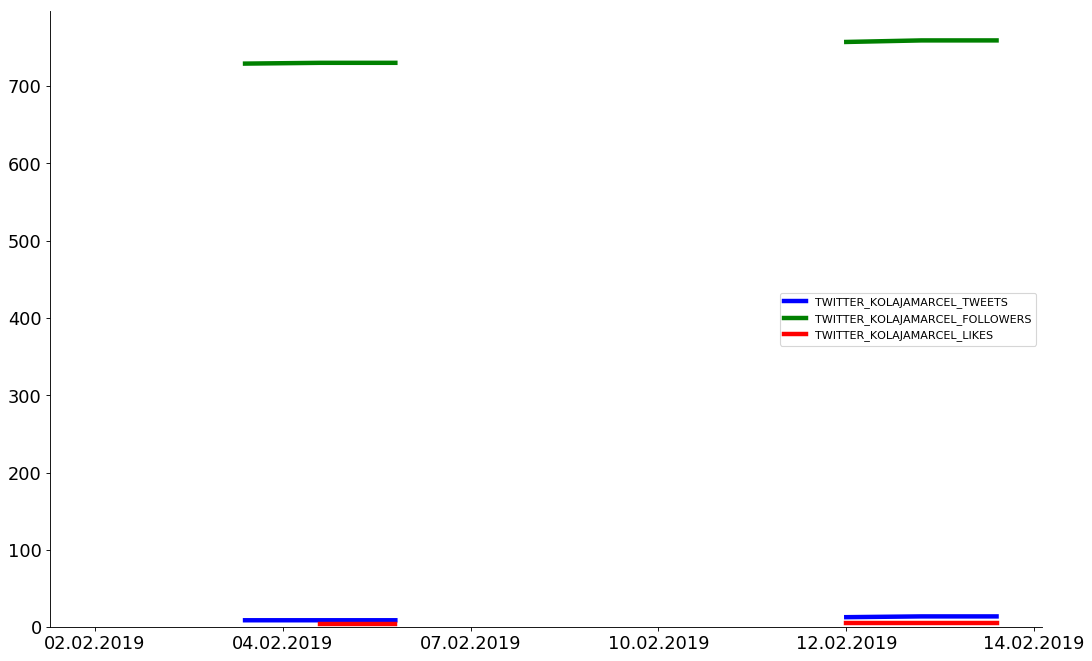 700
600
500
400
300
200
100
0
TWITTER_KOLAJAMARCEL_TWEETS
TWITTER_KOLAJAMARCEL_FOLLOWERS
TWITTER_KOLAJAMARCEL_LIKES
02.02.2019 04.02.2019 07.02.2019 10.02.2019 12.02.2019 14.02.2019